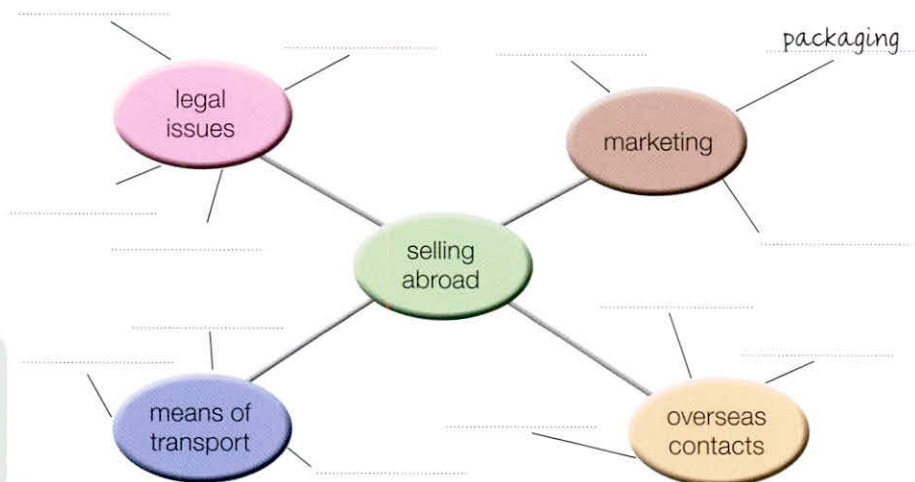 packaging
legal
issues
marketing
selling
abroad
means of
transport
overseas
contacts